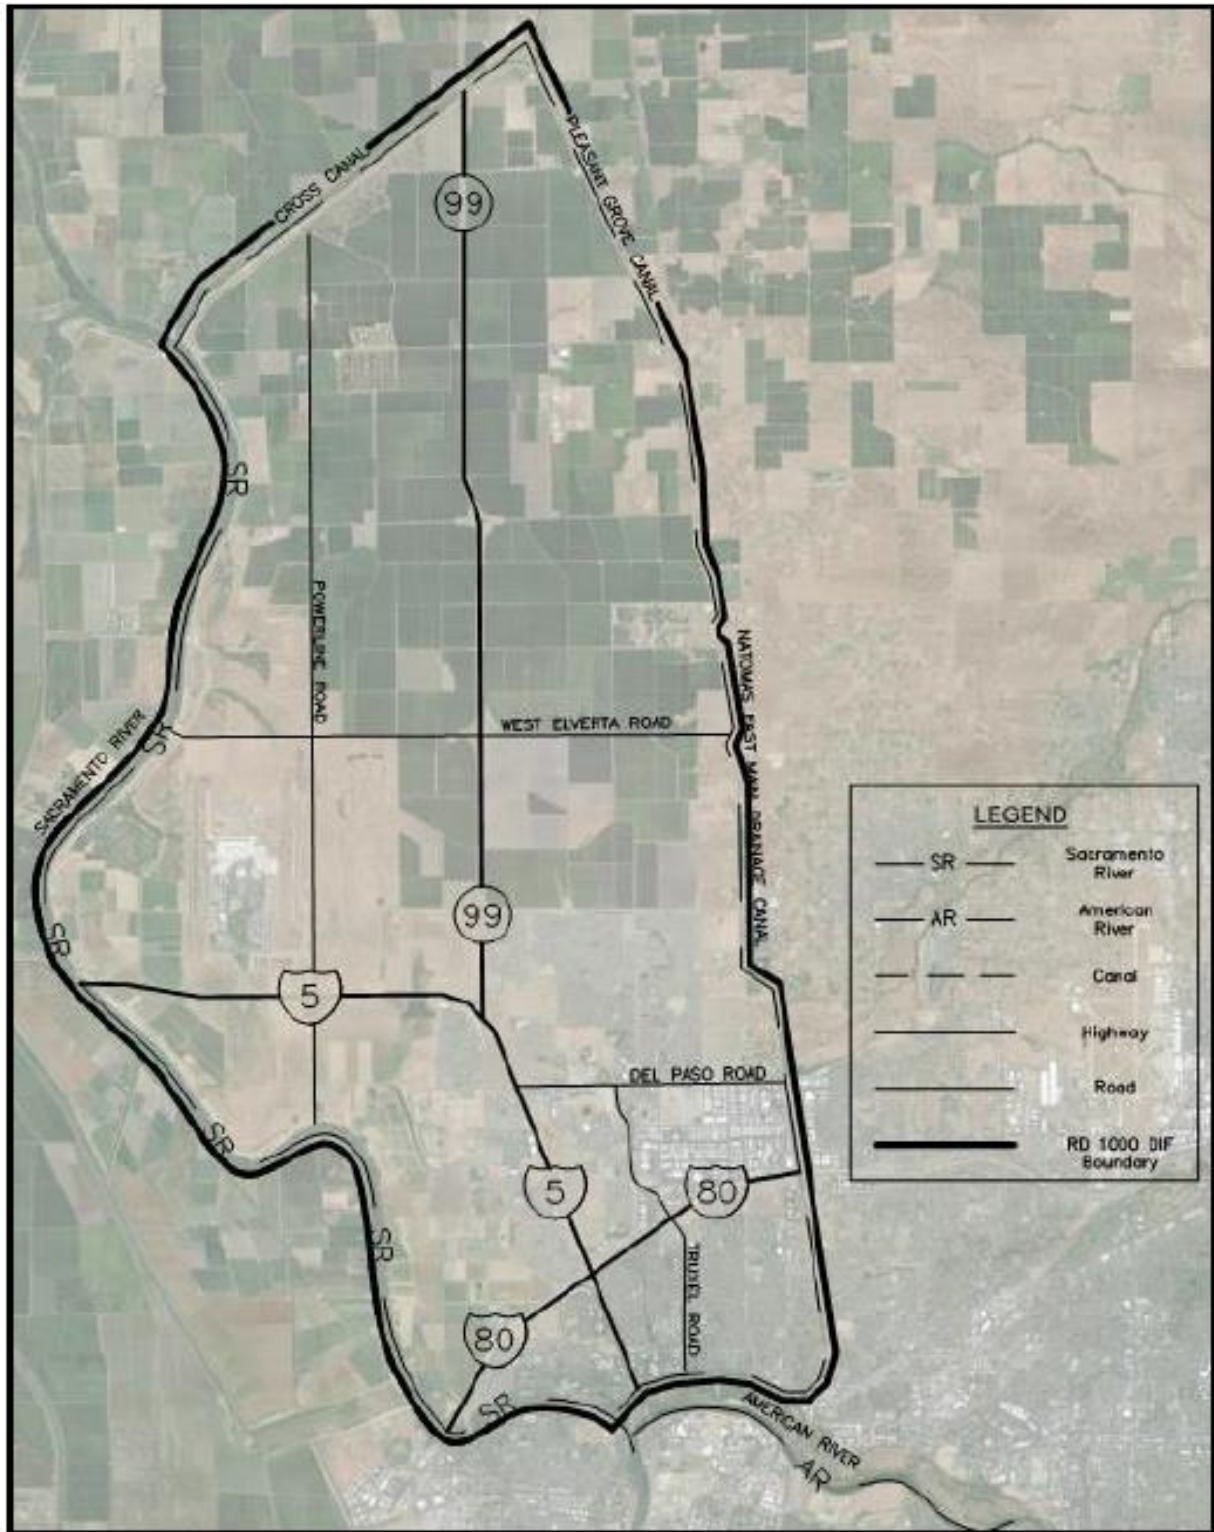 CROSS CANAL
PLEASANT GROVE CANAL
99
SR
POWERLINE ROAD
NATOMAS EAST MAIN DRAINAGE CANAL
SACRAMENTO RIVER
SR
WEST ELVERTA ROAD
99
SR
5
DEL PASO ROAD
SR
5
80
SR
TRUXEL ROAD
80
SR
AMERICAN RIVER
AR
LEGEND
SR
Sacramento
River
AR
American
River
Canal
Highway
Road
RD 1000 DIF
Boundary